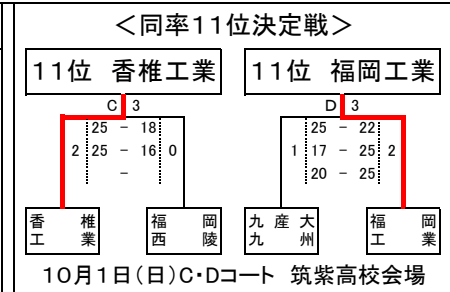 ＜同率11位決定戦＞
11位 香椎工業 11位 福岡工業
C 3 D 3
25 － 18 25 － 22
2 25 － 16 0 1 17 － 25 2
－ 20 － 25
香椎 福岡 九産大 福岡
工業 西陵 九州 工業
10月1日(日)C・Dコート 筑紫高校会場